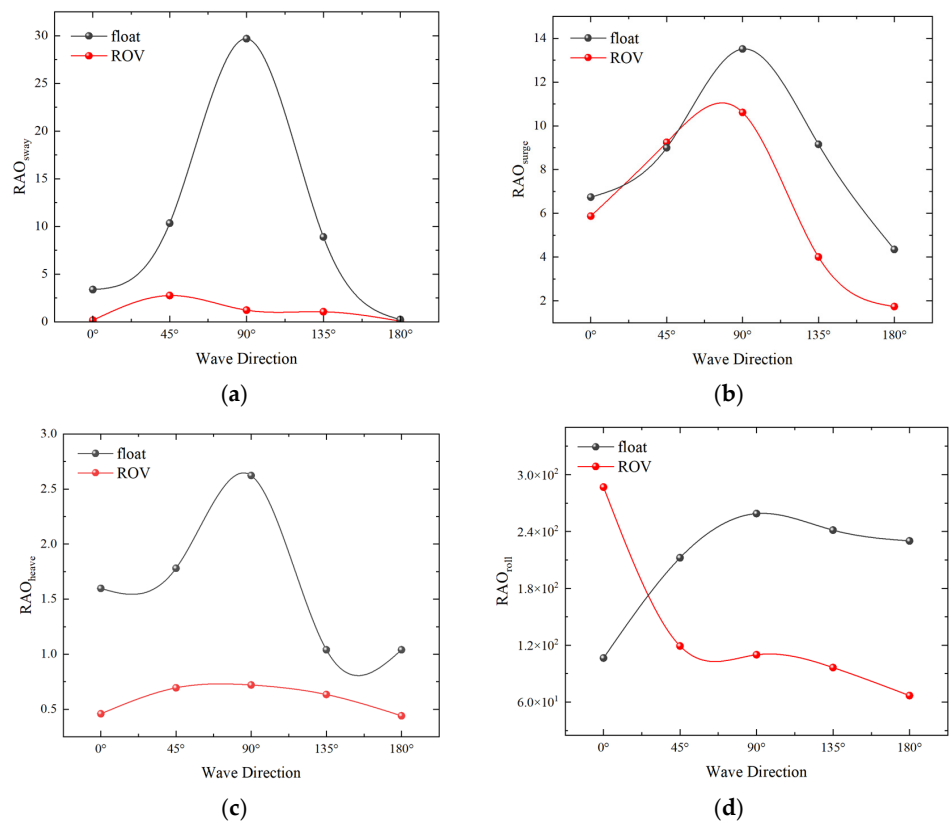 float
ROV
30
25
20
15
10
5
0
RAOsway
0° 45° 90° 135° 180°
Wave Direction
(a)
float
ROV
14
12
10
8
6
4
2
RAOsurge
0° 45° 90° 135° 180°
Wave Direction
(b)
float
ROV
3.0
2.5
2.0
1.5
1.0
0.5
RAOheave
0° 45° 90° 135° 180°
Wave Direction
(c)
float
ROV
3.0×10²
2.4×10²
1.8×10²
1.2×10²
6.0×10¹
RAOroll
0° 45° 90° 135° 180°
Wave Direction
(d)